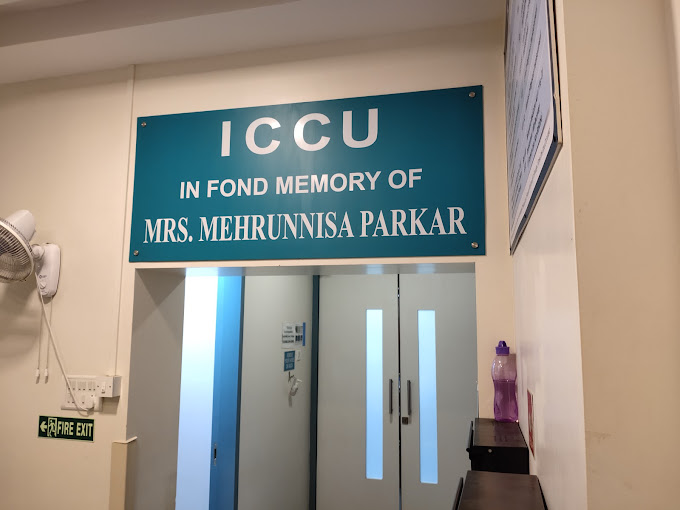 ICCU
IN FOND MEMORY OF
MRS. MEHRUNNISA PARKAR
FIRE EXIT